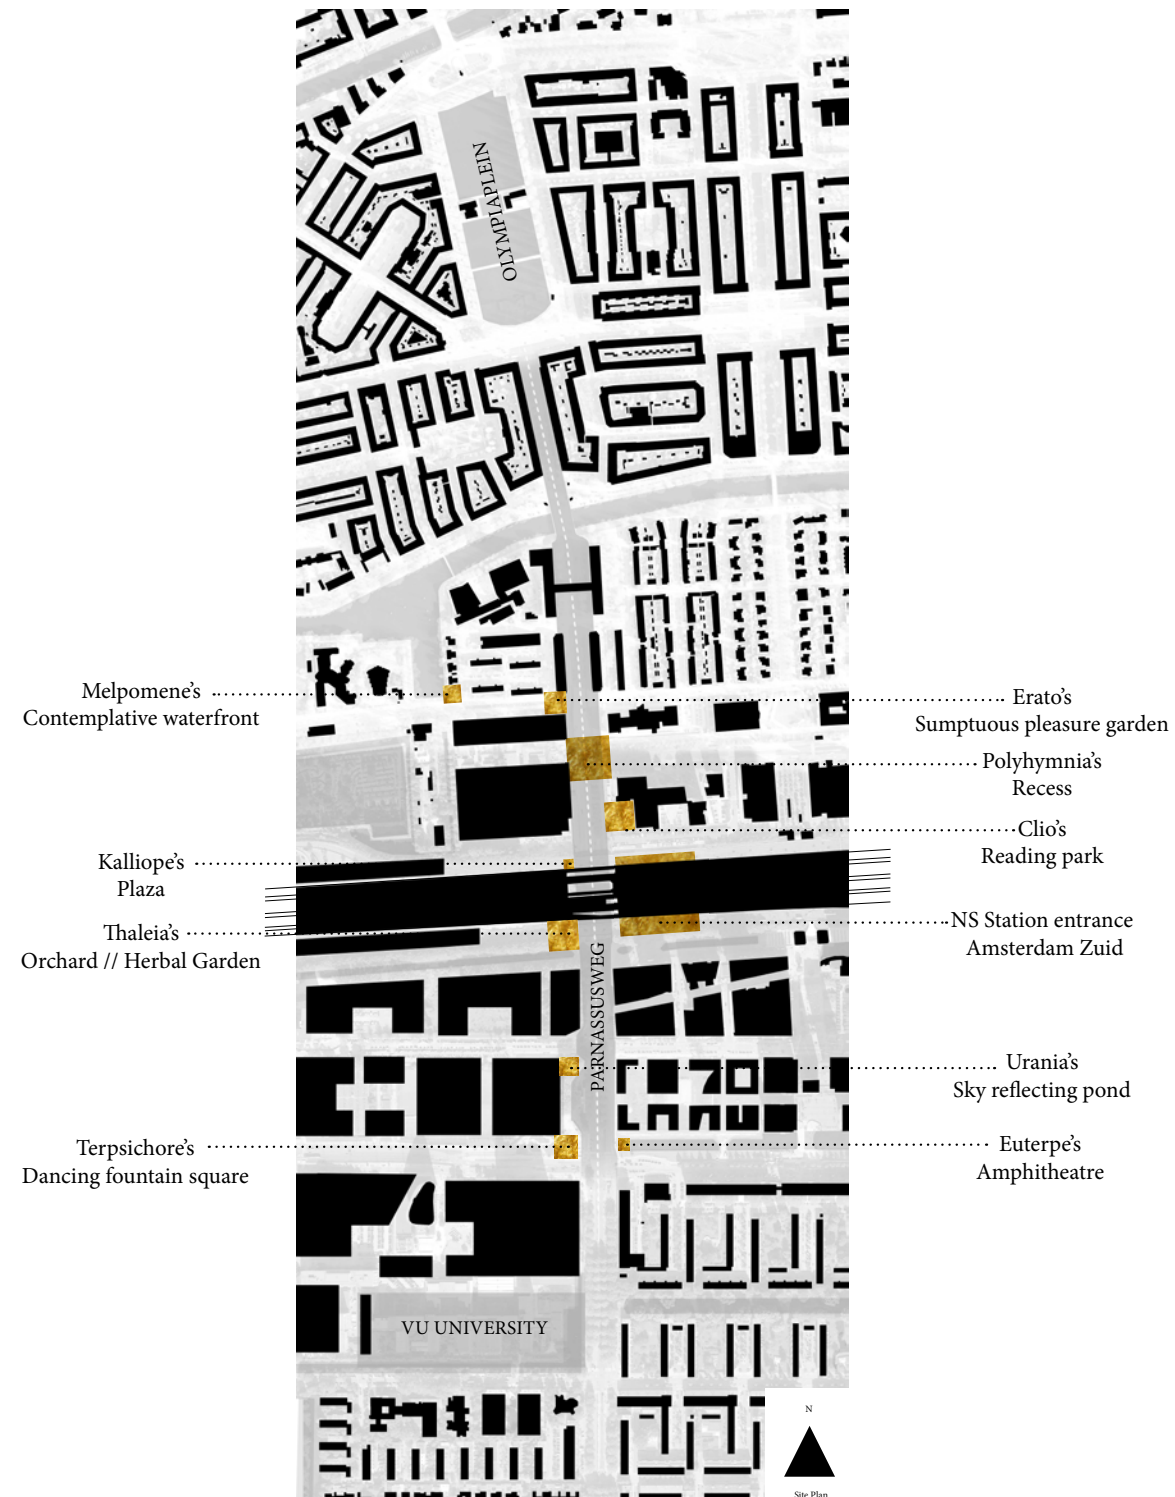 OLYMPIAPLEIN
Melpomene's
Contemplative waterfront
Erato's
Sumptuous pleasure garden
Polyhymnia's
Recess
Clio's
Reading park
Kalliope's
Plaza
NS Station entrance
Amsterdam Zuid
Thaleia's
Orchard // Herbal Garden
PARNASSUSWEG
Urania's
Sky reflecting pond
Terpsichore's
Dancing fountain square
Euterpe's
Amphitheatre
VU UNIVERSITY
N
Site Plan